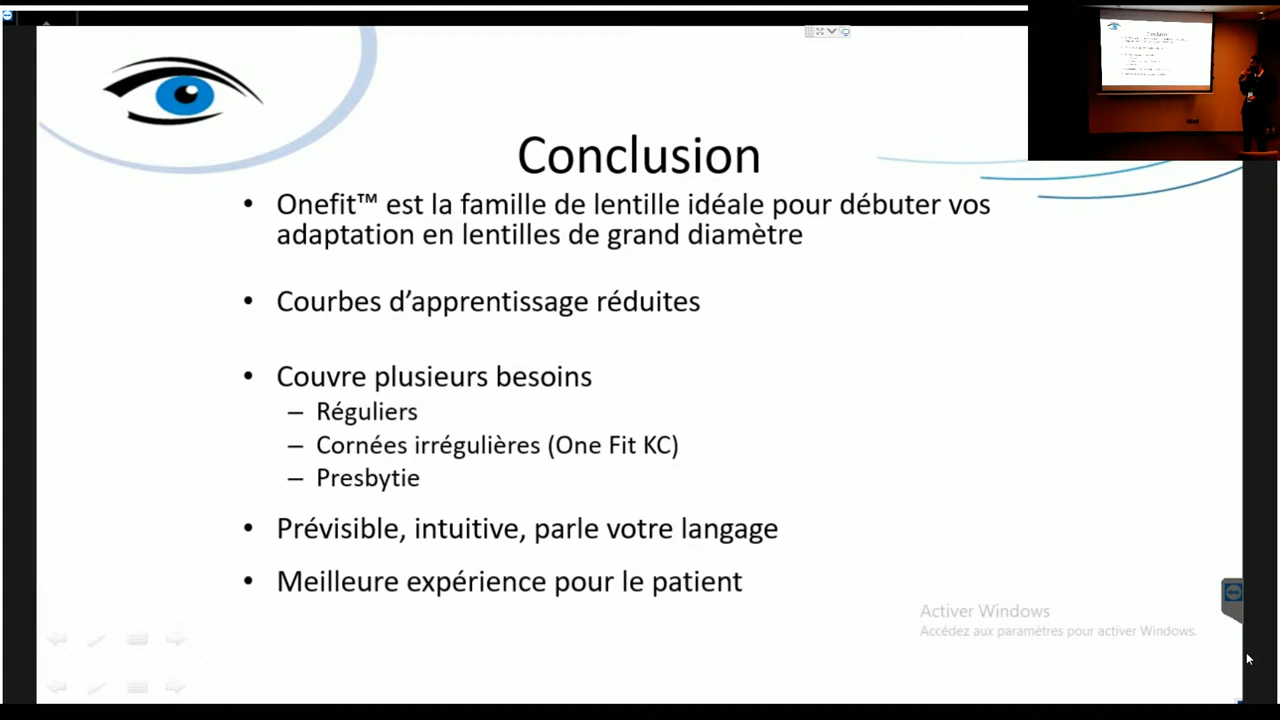 Conclusion
• Onefit™ est la famille de lentille idéale pour débuter vos
adaptation en lentilles de grand diamètre
• Courbes d’apprentissage réduites
• Couvre plusieurs besoins
– Réguliers
– Cornées irrégulières (One Fit KC)
– Presbytie
• Prévisible, intuitive, parle votre langage
• Meilleure expérience pour le patient
Activer Windows
Accédez aux paramètres pour activer Windows.